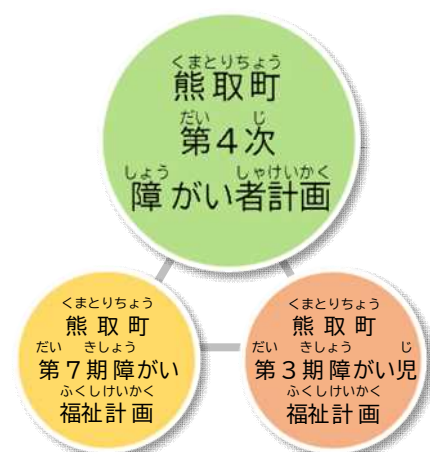 くまとりちょう
熊取町
だい じ
第４次
しょう しゃけいかく
障がい者計画
くまとりちょう
熊取町
だい きしょう
第７期障がい
ふくしけいかく
福祉計画
くまとりちょう
熊取町
だい きしょう じ
第３期障がい児
ふくしけいかく
福祉計画